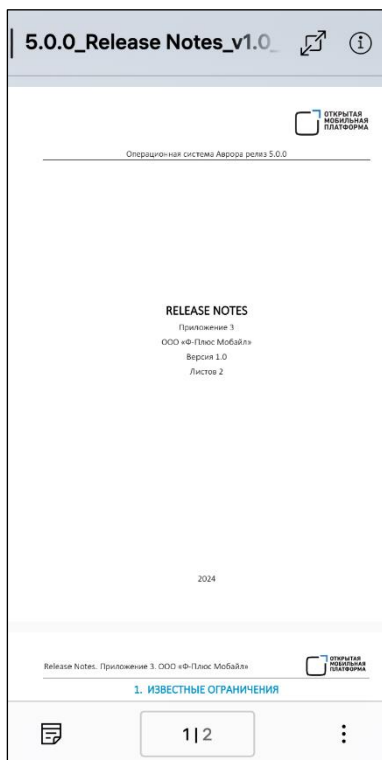 5.0.0_Release Notes_v1.0_
ОТКРЫТАЯ
МОБИЛЬНАЯ
ПЛАТФОРМА
Операционная система Аврора релиз 5.0.0
RELEASE NOTES
Приложение 3
ООО «Ф-Плюс Мобайл»
Версия 1.0
Листов 2
2024
Release Notes. Приложение 3. ООО «Ф-Плюс Мобайл»
ОТКРЫТАЯ
МОБИЛЬНАЯ
ПЛАТФОРМА
1. ИЗВЕСТНЫЕ ОГРАНИЧЕНИЯ
1|2